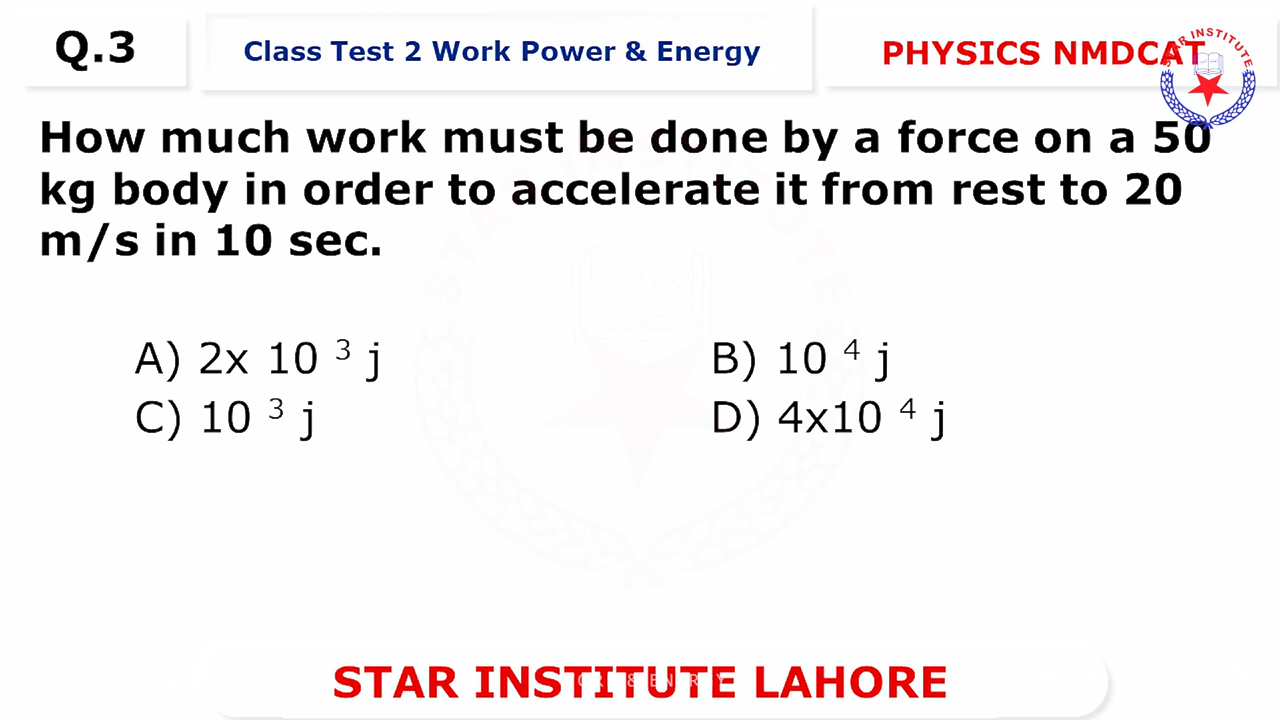 Q.3
Class Test 2 Work Power & Energy
PHYSICS NMDCAT
STAR INSTITUTE
How much work must be done by a force on a 50
kg body in order to accelerate it from rest to 20
m/s in 10 sec.
A) 2x 10 ³ j
B) 10 ⁴ j
C) 10 ³ j
D) 4x10 ⁴ j
STAR INSTITUTE LAHORE